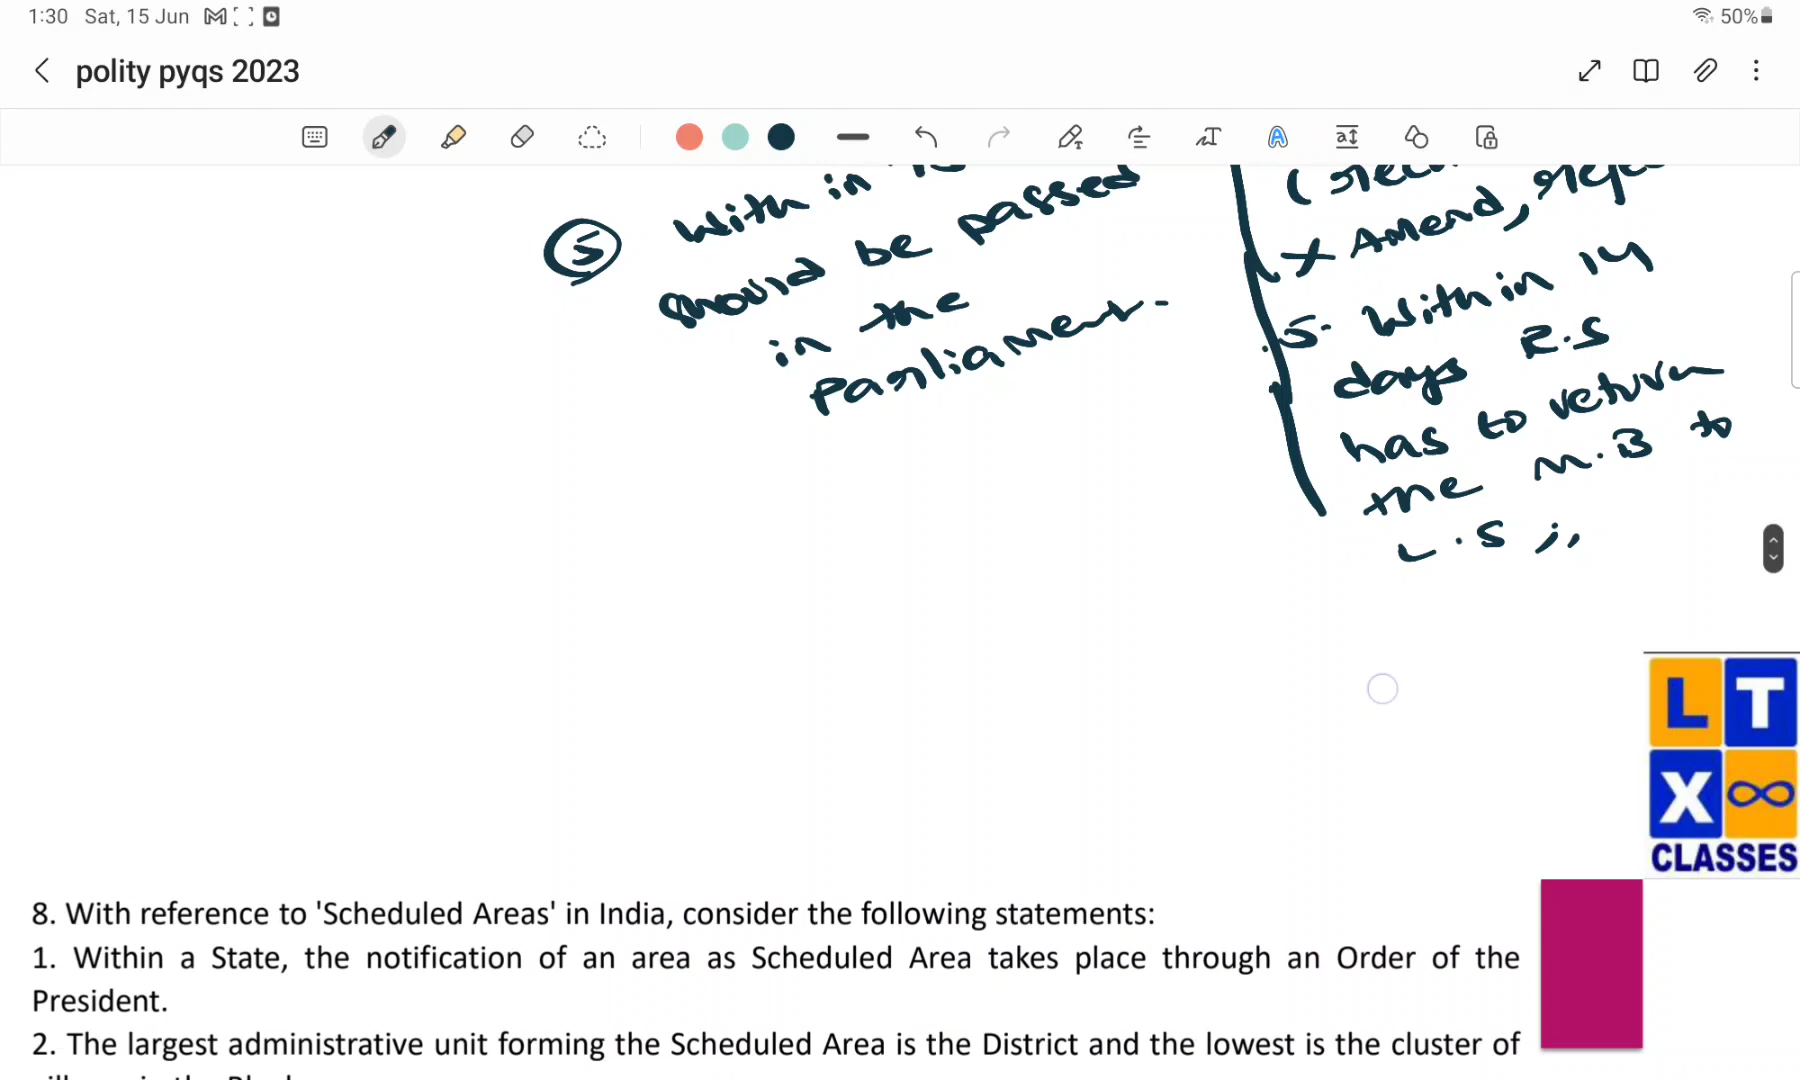 1:30 Sat, 15 Jun
50%
polity pyqs 2023
5 with in
should be passed
in the
parliament-
x Amend,
5. within 14
days R.S
has to return
the M.B to
L.S ;,
L T
X ∞
CLASSES
8. With reference to 'Scheduled Areas' in India, consider the following statements:
1. Within a State, the notification of an area as Scheduled Area takes place through an Order of the
President.
2. The largest administrative unit forming the Scheduled Area is the District and the lowest is the cluster of